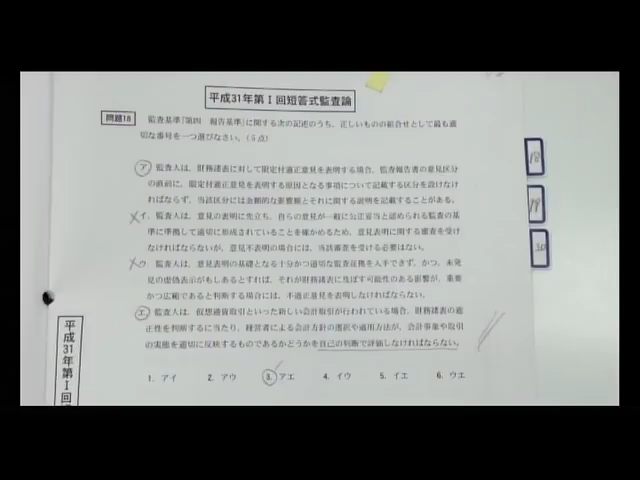 平成31年第Ⅰ回短答式監査論
問題18 監査基準「第四 報告基準」に関する次の記述のうち、正しいものの組合せとして最も適
切な番号を一つ選びなさい。(5点)
ア 監査人は、財務諸表に対して限定付適正意見を表明する場合、監査報告書の意見区分
の直前に、限定付適正意見を表明する原因となる事項について記載する区分を設けなけ
ればならず、当該区分には金額的な影響額とそれに関する説明を記載することがある。
イ. 監査人は、意見の表明に先立ち、自らの意見が一般に公正妥当と認められる監査の基
準に準拠して適切に形成されていることを確かめるため、意見表明に関する審査を受け
なければならないが、意見不表明の場合には、当該審査を受ける必要はない。
ウ. 監査人は、意見表明の基礎となる十分かつ適切な監査証拠を入手できず、かつ、未発
見の虚偽表示がもしあるとすれば、それが財務諸表に及ぼす可能性のある影響が、重要
かつ広範であると判断する場合には、不適正意見を表明しなければならない。
エ 監査人は、仮想通貨取引といった新しい会計取引が行われている場合、財務諸表の適
正性を判断するに当たり、経営者による会計方針の選択や適用方法が、会計事象や取引
の実態を適切に反映するものであるかどうかを自己の判断で評価しなければならない。
1. アイ 2. アウ 3. アエ 4. イウ 5. イエ 6. ウエ
18
19
20
平成31年第Ⅰ回